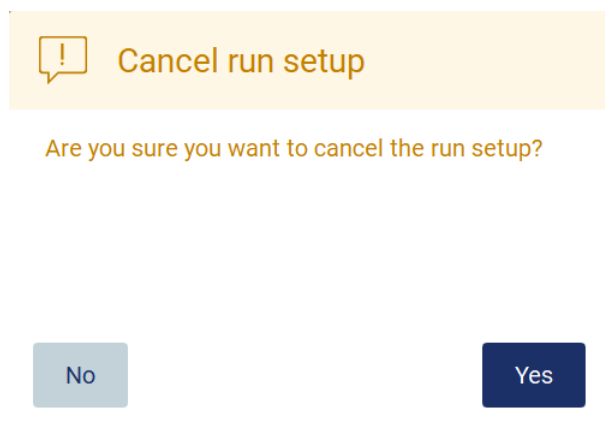 Cancel run setup
Are you sure you want to cancel the run setup?
No
Yes